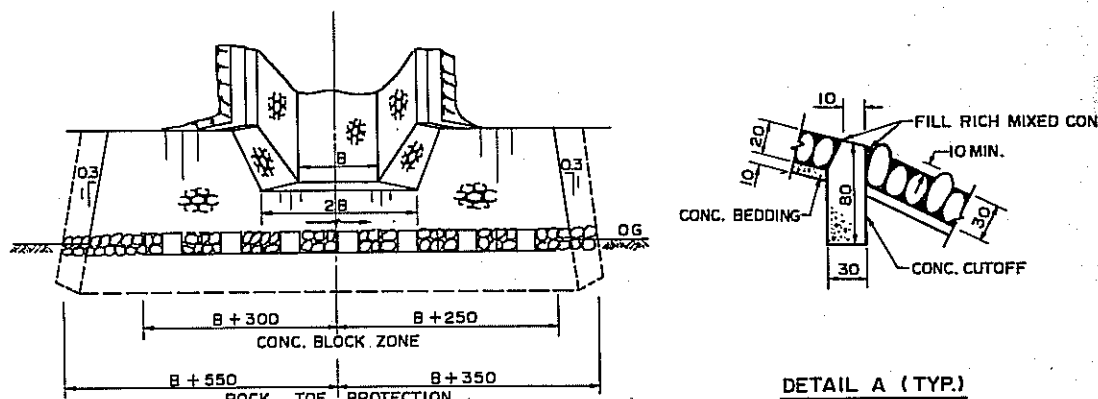 0.3
B
0.3
2B
OG
B + 300
B + 250
CONC. BLOCK ZONE
B + 550
B + 350
ROCK TOE PROTECTION
10
FILL RICH MIXED CON
20
10 MIN.
10
80
CONC. BEDDING
30
CONC. CUTOFF
30
DETAIL A (TYP.)